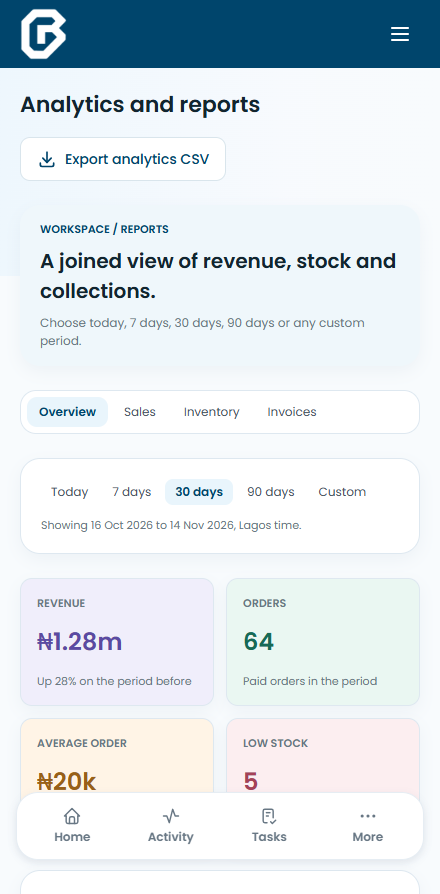 Analytics and reports
Export analytics CSV
WORKSPACE / REPORTS
A joined view of revenue, stock and
collections.
Choose today, 7 days, 30 days, 90 days or any custom
period.
Overview Sales Inventory Invoices
Today 7 days 30 days 90 days Custom
Showing 16 Oct 2026 to 14 Nov 2026, Lagos time.
REVENUE
₦1.28m
Up 28% on the period before
ORDERS
64
Paid orders in the period
AVERAGE ORDER
₦20k
LOW STOCK
5
Home Activity Tasks More